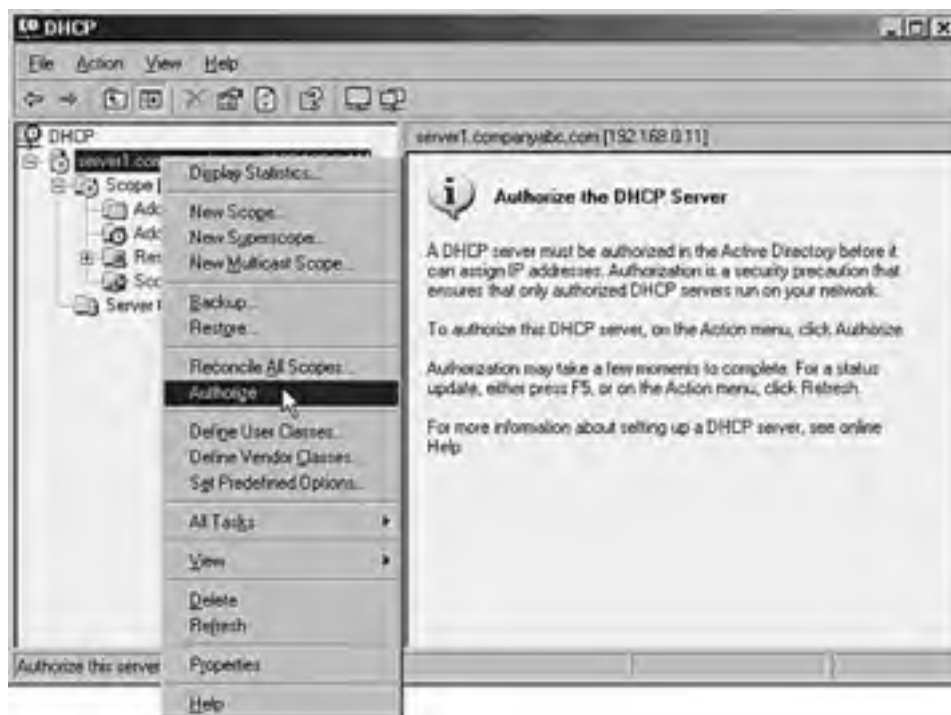 DHCP
File Action View Help
DHCP
server1.com
Scope [
Add
Add
Res
Sco
Server
Display Statistics...
New Scope...
New Superscope...
New Multicast Scope...
Backup...
Restore...
Reconcile All Scopes...
Authorize
Define User Classes...
Define Vendor Classes...
Set Predefined Options...
All Tasks
View
Delete
Refresh
Properties
Help
server1.companyabc.com [192.168.0.11]
Authorize the DHCP Server
A DHCP server must be authorized in the Active Directory before it
can assign IP addresses. Authorization is a security precaution that
ensures that only authorized DHCP servers run on your network.
To authorize this DHCP server, on the Action menu, click Authorize.
Authorization may take a few moments to complete. For a status
update, either press F5, or on the Action menu, click Refresh.
For more information about setting up a DHCP server, see online
Help.
Authorize this server